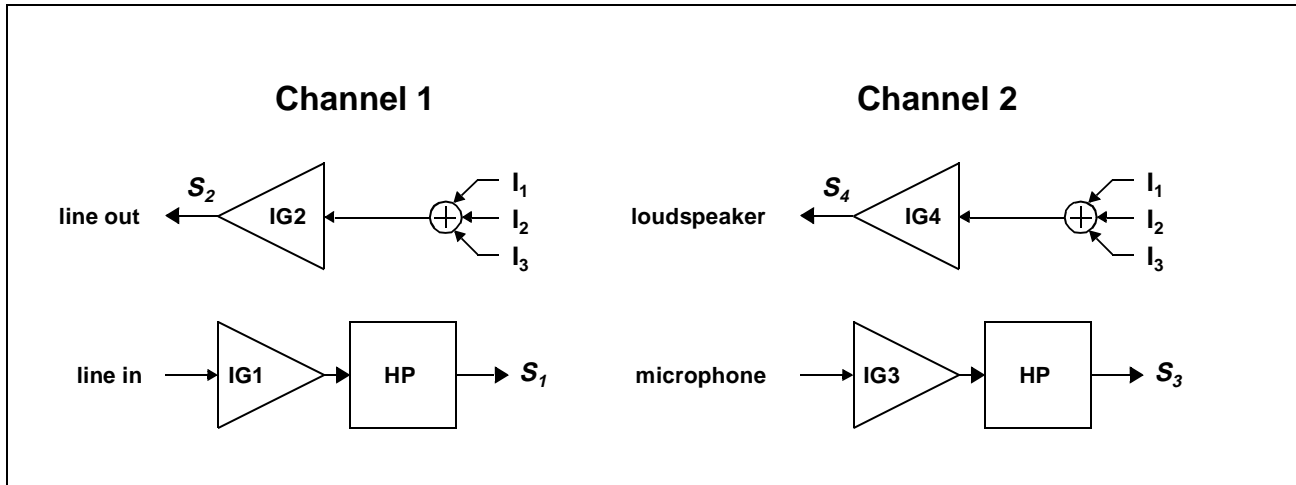 Channel 1
Channel 2
S2
line out
IG2
I1
I2
I3
S4
loudspeaker
IG4
I1
I2
I3
line in
IG1
HP
S1
microphone
IG3
HP
S3